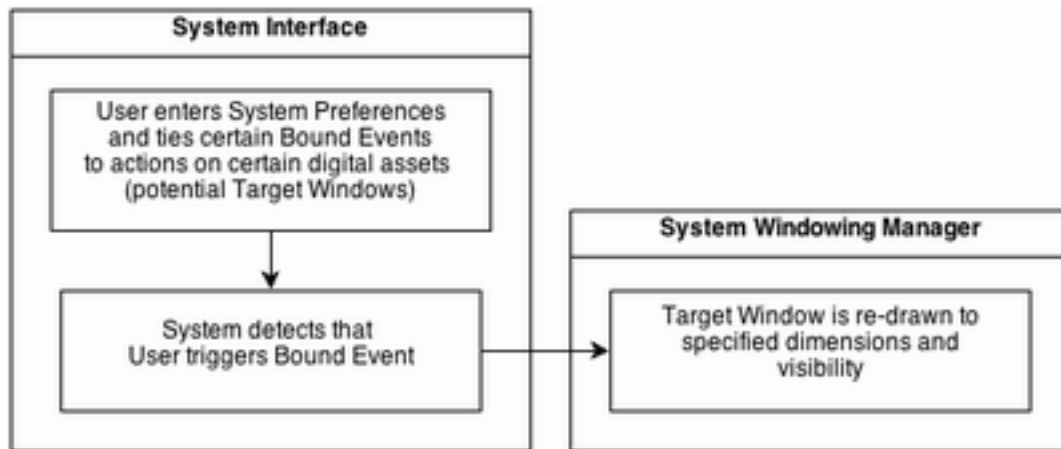 System Interface
User enters System Preferences
and ties certain Bound Events
to actions on certain digital assets
(potential Target Windows)
System detects that
User triggers Bound Event
System Windowing Manager
Target Window is re-drawn to
specified dimensions and
visibility